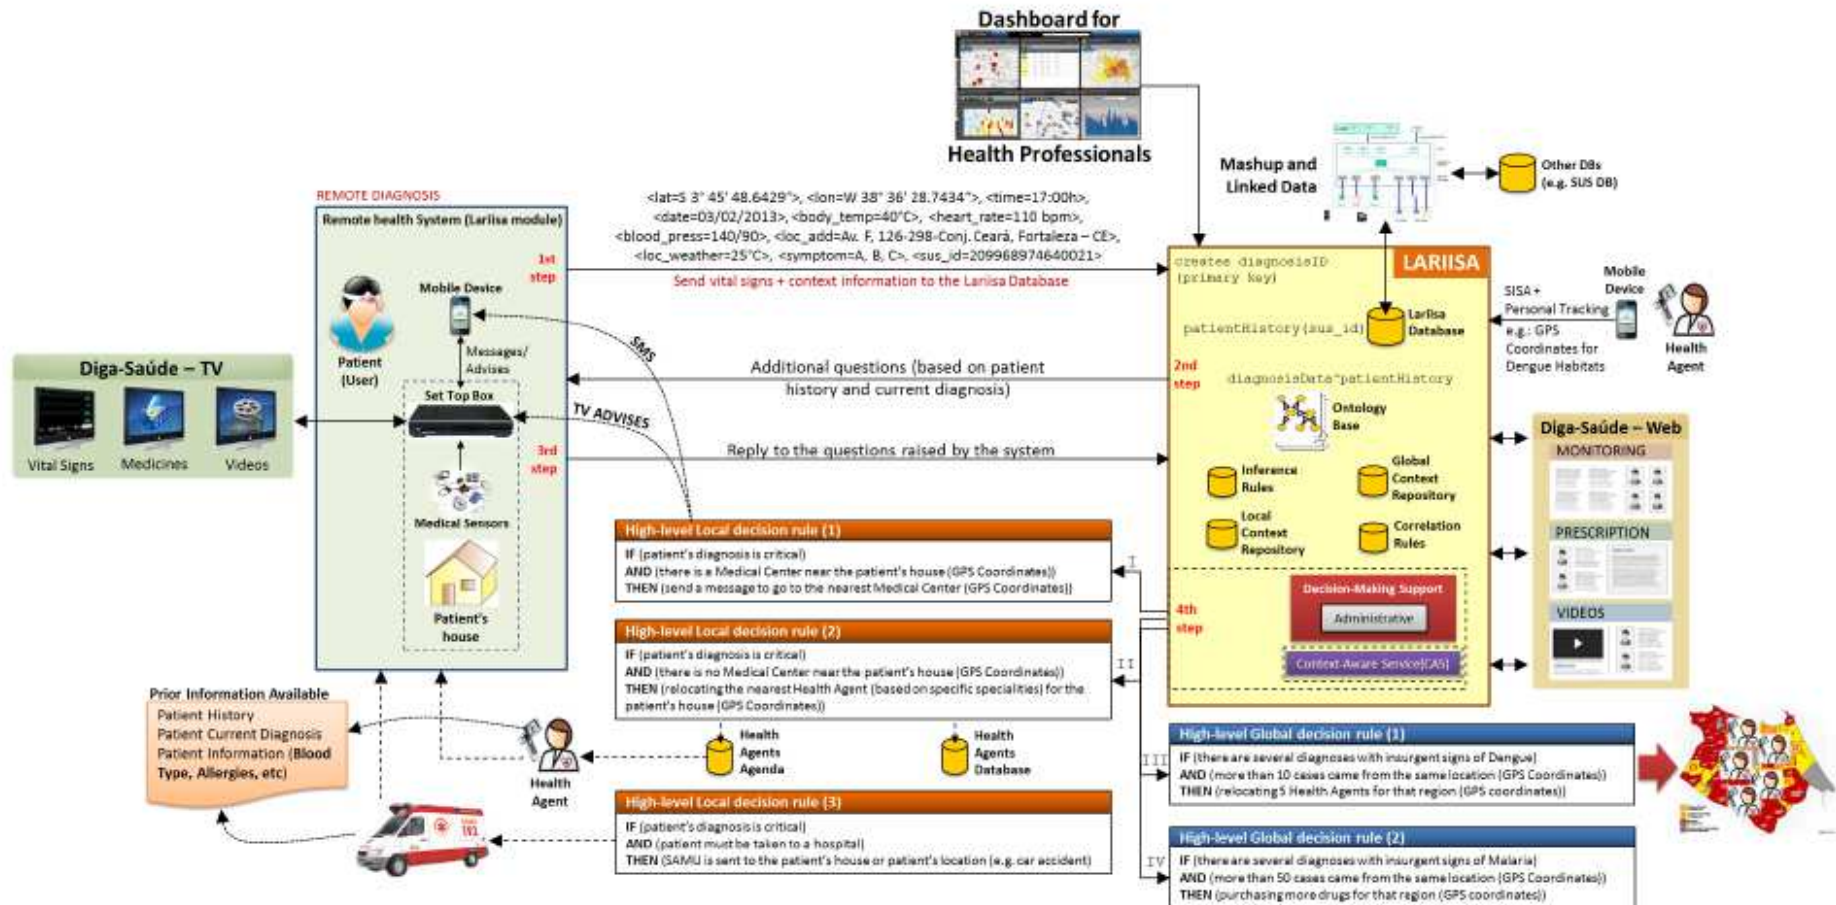 Dashboard for
Health Professionals
Mashup and
Linked Data
Other DBs
(e.g. SUS DB)
REMOTE DIAGNOSIS
Remote health System (Lariisa module)
1st
step
Mobile Device
Patient
(User)
Messages/
Advises
Set Top Box
3rd
step
Medical Sensors
Patient's
house
Diga-Saúde – TV
Vital Signs
Medicines
Videos
<lat=S 3° 45' 48.6429">, <lon=W 38° 36' 28.7434">, <time=17:00h>,
<date=03/02/2013>, <body_temp=40°C>, <heart_rate=110 bpm>,
<blood_press=140/90>, <loc_add=Av. F, 126-298-Conj. Ceará, Fortaleza – CE>,
<loc_weather=25°C>, <symptom=A, B, C>, <sus_id=209968974640021>
Send vital signs + context information to the Lariisa Database
SMS
TV ADVISES
Additional questions (based on patient
history and current diagnosis)
Reply to the questions raised by the system
LARIISA
creates diagnosisID
(primary key)
patientHistory(sus_id)
Lariisa
Database
2nd
step
diagnosisData^patientHistory
Ontology
Base
Inference
Rules
Global
Context
Repository
Local
Context
Repository
Correlation
Rules
4th
step
Decision-Making Support
Administrative
Context-Aware Service(CAS)
SISA +
Personal Tracking
e.g.: GPS
Coordinates for
Dengue Habitats
Mobile
Device
Health
Agent
Diga-Saúde – Web
MONITORING
PRESCRIPTION
VIDEOS
High-level Local decision rule (1)
IF (patient's diagnosis is critical)
AND (there is a Medical Center near the patient's house (GPS Coordinates))
THEN (send a message to go to the nearest Medical Center (GPS Coordinates))
I
High-level Local decision rule (2)
IF (patient's diagnosis is critical)
AND (there is no Medical Center near the patient's house (GPS Coordinates))
THEN (relocating the nearest Health Agent (based on specific specialities) for the
patient's house (GPS Coordinates))
II
Health
Agents
Agenda
Health
Agents
Database
High-level Local decision rule (3)
IF (patient's diagnosis is critical)
AND (patient must be taken to a hospital)
THEN (SAMU is sent to the patient's house or patient's location (e.g. car accident)
Prior Information Available
Patient History
Patient Current Diagnosis
Patient Information (Blood
Type, Allergies, etc)
Health
Agent
192
High-level Global decision rule (1)
III
IF (there are several diagnoses with insurgent signs of Dengue)
AND (more than 10 cases came from the same location (GPS Coordinates))
THEN (relocating 5 Health Agents for that region (GPS coordinates))
High-level Global decision rule (2)
IV
IF (there are several diagnoses with insurgent signs of Malaria)
AND (more than 50 cases came from the same location (GPS Coordinates))
THEN (purchasing more drugs for that region (GPS coordinates))